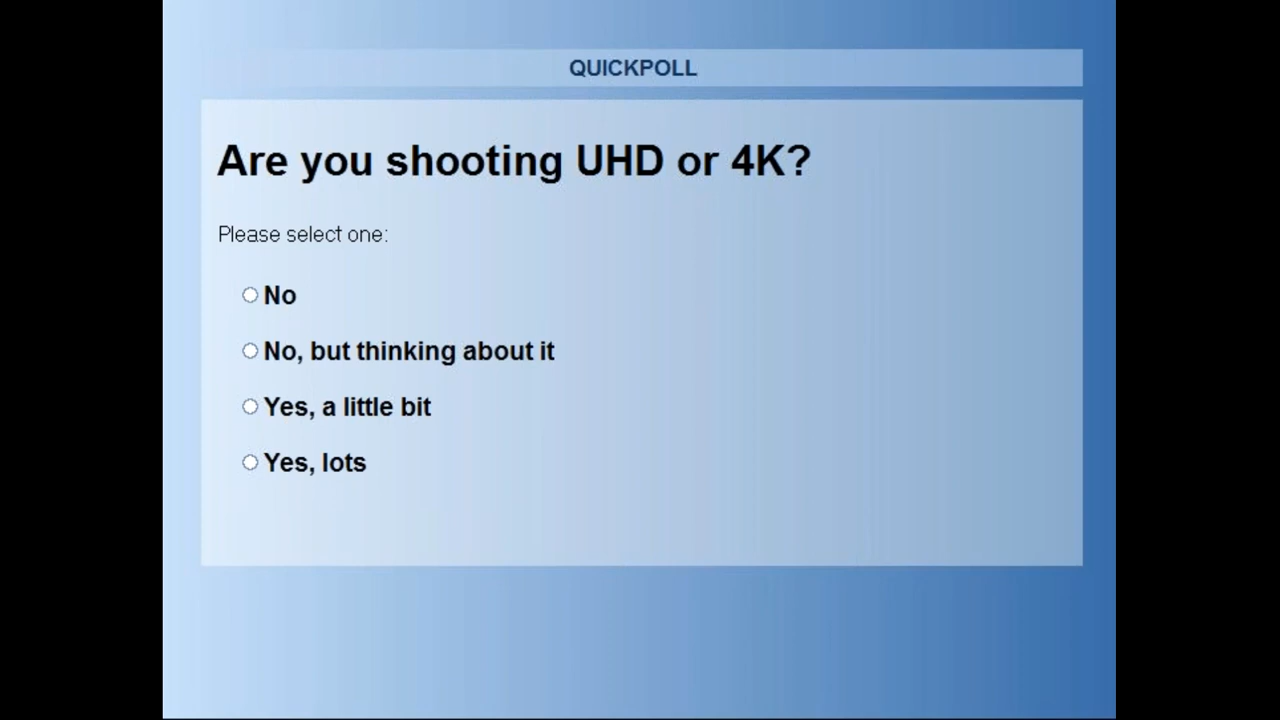 QUICKPOLL
Are you shooting UHD or 4K?
Please select one:
No
No, but thinking about it
Yes, a little bit
Yes, lots